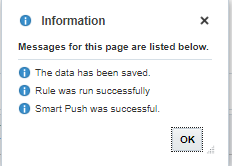 Information
Messages for this page are listed below.
The data has been saved.
Rule was run successfully
Smart Push was successful.
OK